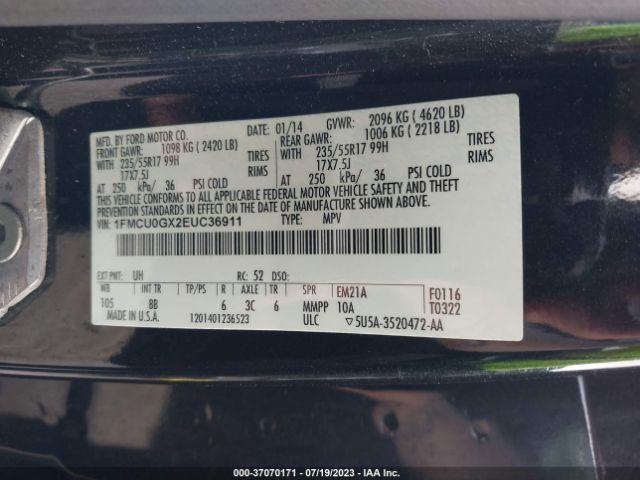 MFD. BY FORD MOTOR CO. DATE: 01/14 GVWR: 2096 KG ( 4620 LB)
FRONT GAWR: 1098 KG ( 2420 LB) REAR GAWR: 1006 KG ( 2218 LB)
WITH 235/55R17 99H TIRES WITH 235/55R17 99H TIRES
17X7.5J RIMS 17X7.5J RIMS
AT 250 kPa/ 36 PSI COLD AT 250 kPa/ 36 PSI COLD
THIS VEHICLE CONFORMS TO ALL APPLICABLE FEDERAL MOTOR VEHICLE SAFETY AND THEFT
PREVENTION STANDARDS IN EFFECT ON THE DATE OF MANUFACTURE SHOWN ABOVE.
VIN: 1FMCU0GX2EUC36911 TYPE: MPV
EXT PNT: UH RC: 52 DSO:
WB INT TR TP/PS R AXLE TR SPR EM21A F0116
105 8B 6 3C 6 MMPP 10A T0322
MADE IN U.S.A. 1201401236523 ULC ▽5U5A-3520472-AA
000-37070171 | 07/19/2023 | IAA Inc.